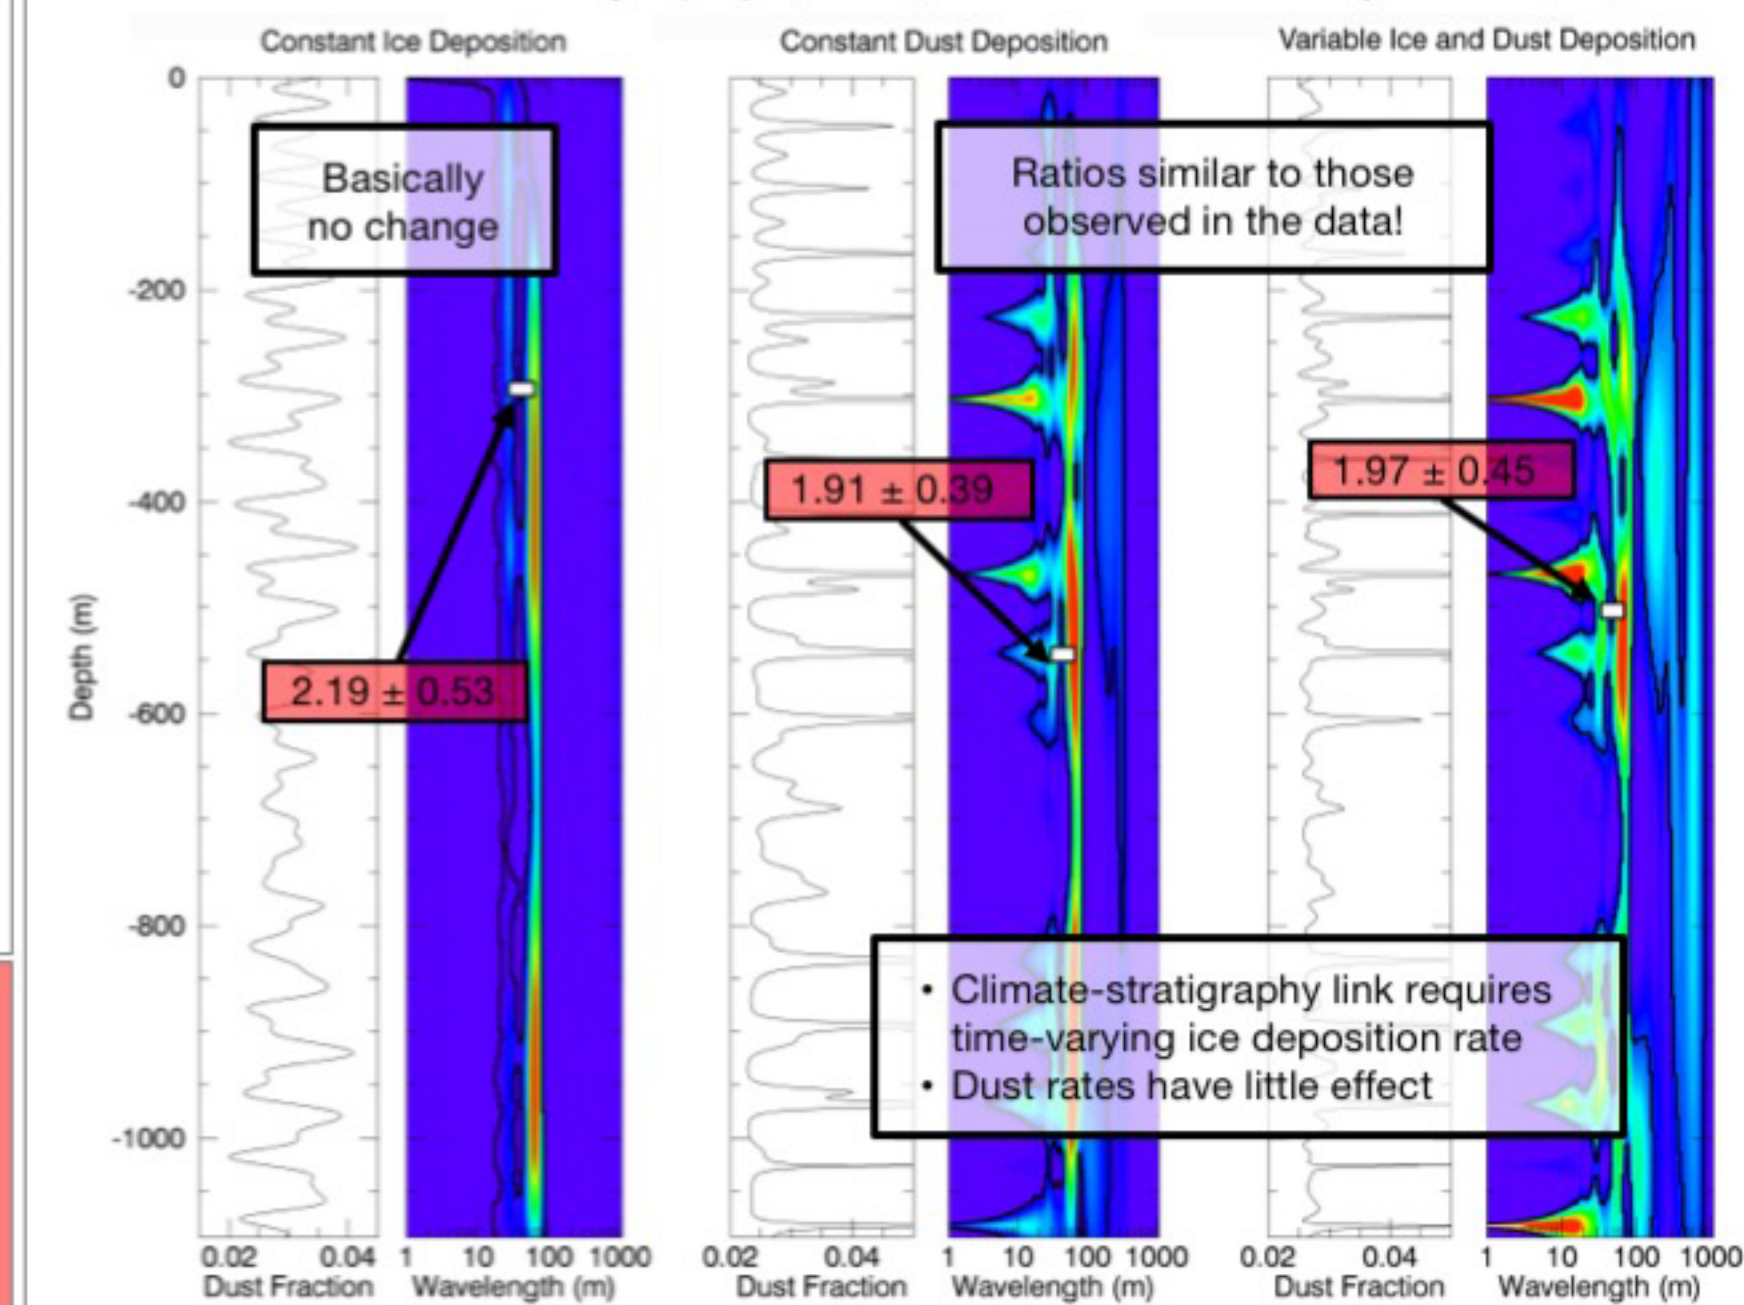 Constant Ice Deposition
Constant Dust Deposition
Variable Ice and Dust Deposition
0
-200
-400
-600
-800
-1000
Depth (m)
Basically
no change
Ratios similar to those
observed in the data!
2.19 ± 0.53
1.91 ± 0.39
1.97 ± 0.45
• Climate-stratigraphy link requires
time-varying ice deposition rate
• Dust rates have little effect
0.02 0.04
Dust Fraction
1 10 100 1000
Wavelength (m)
0.02 0.04
Dust Fraction
1 10 100 1000
Wavelength (m)
0.02 0.04
Dust Fraction
1 10 100 1000
Wavelength (m)